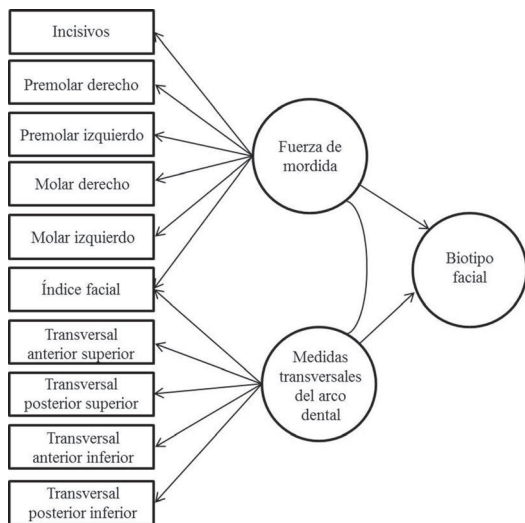 Incisivos
Premolar derecho
Premolar izquierdo
Molar derecho
Molar izquierdo
Índice facial
Transversal
anterior superior
Transversal
posterior superior
Transversal
anterior inferior
Transversal
posterior inferior
Fuerza de
mordida
Medidas
transversales
del arco
dental
Biotipo
facial